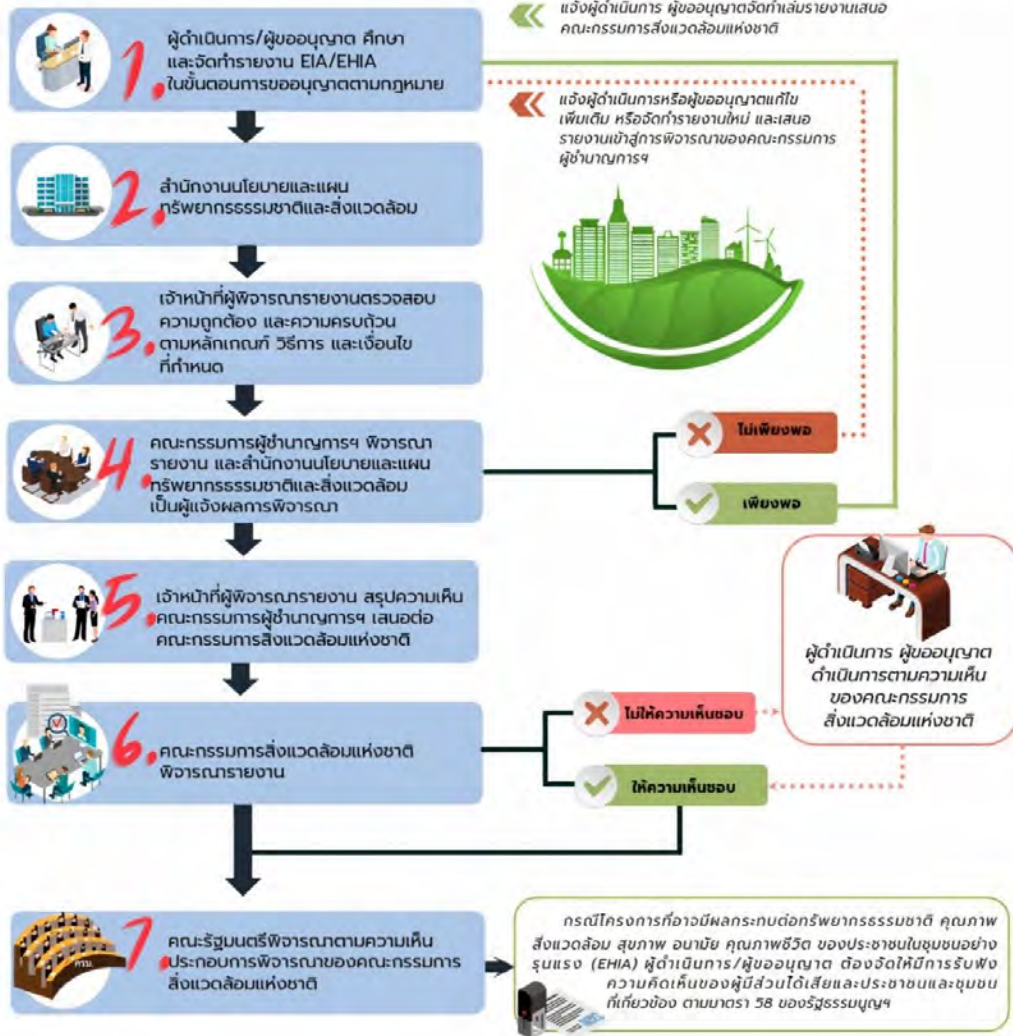 แจ้งผู้ดำเนินการ ผู้ขออนุญาตจัดทำเล่มรายงานเสนอ
คณะกรรมการสิ่งแวดล้อมแห่งชาติ
1.
ผู้ดำเนินการ/ผู้ขออนุญาต ศึกษา
และจัดทำรายงาน EIA/EHIA
ในขั้นตอนการขออนุญาตตามกฎหมาย
แจ้งผู้ดำเนินการหรือผู้ขออนุญาตแก้ไข
เพิ่มเติม หรือจัดทำรายงานใหม่ และเสนอ
รายงานเข้าสู่การพิจารณาของคณะกรรมการ
ผู้ชำนาญการฯ
2.
สำนักงานนโยบายและแผน
ทรัพยากรธรรมชาติและสิ่งแวดล้อม
3.
เจ้าหน้าที่ผู้พิจารณารายงานตรวจสอบ
ความถูกต้อง และความครบถ้วน
ตามหลักเกณฑ์ วิธีการ และเงื่อนไข
ที่กำหนด
4.
คณะกรรมการผู้ชำนาญการฯ พิจารณา
รายงาน และสำนักงานนโยบายและแผน
ทรัพยากรธรรมชาติและสิ่งแวดล้อม
เป็นผู้แจ้งผลการพิจารณา
ไม่เพียงพอ
เพียงพอ
5.
เจ้าหน้าที่ผู้พิจารณารายงาน สรุปความเห็น
คณะกรรมการผู้ชำนาญการฯ เสนอต่อ
คณะกรรมการสิ่งแวดล้อมแห่งชาติ
ผู้ดำเนินการ ผู้ขออนุญาต
ดำเนินการตามความเห็น
ของคณะกรรมการ
สิ่งแวดล้อมแห่งชาติ
6.
คณะกรรมการสิ่งแวดล้อมแห่งชาติ
พิจารณารายงาน
ไม่ให้ความเห็นชอบ
ให้ความเห็นชอบ
7
ครม.
คณะรัฐมนตรีพิจารณาตามความเห็น
ประกอบการพิจารณาของคณะกรรมการ
สิ่งแวดล้อมแห่งชาติ
กรณีโครงการที่อาจมีผลกระทบต่อทรัพยากรธรรมชาติ คุณภาพ
สิ่งแวดล้อม สุขภาพ อนามัย คุณภาพชีวิต ของประชาชนในชุมชนอย่าง
รุนแรง (EHIA) ผู้ดำเนินการ/ผู้ขออนุญาต ต้องจัดให้มีการรับฟัง
ความคิดเห็นของผู้มีส่วนได้เสียและประชาชนและชุมชน
ที่เกี่ยวข้อง ตามมาตรา 58 ของรัฐธรรมนูญฯ